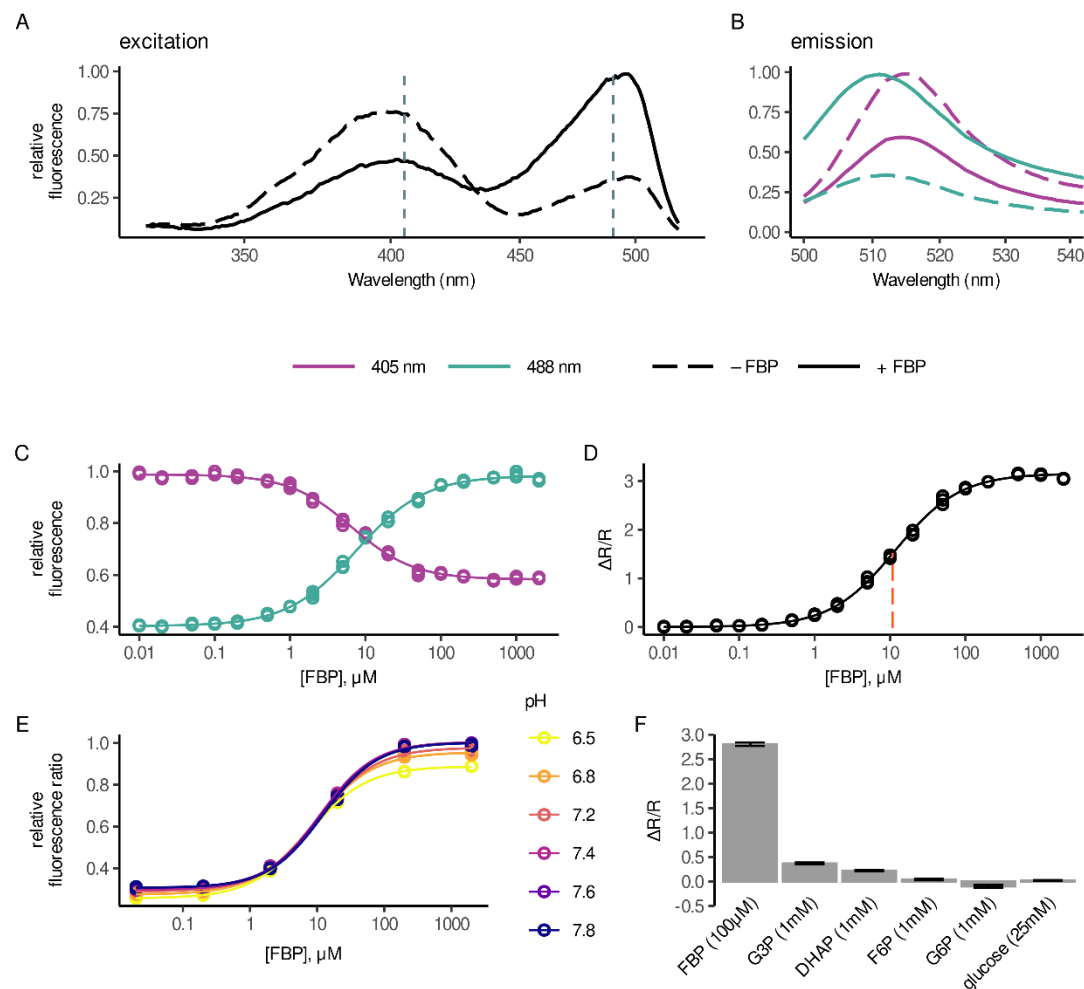 A
excitation
relative
fluorescence
1.00
0.75
0.50
0.25
350
400
450
500
Wavelength (nm)
B
emission
1.00
0.75
0.50
0.25
0.00
500
510
520
530
540
Wavelength (nm)
405 nm
488 nm
– FBP
+ FBP
C
relative
fluorescence
1.0
0.8
0.6
0.4
0.01
0.1
1
10
100
1000
[FBP], µM
D
ΔR/R
3
2
1
0
0.01
0.1
1
10
100
1000
[FBP], µM
E
relative
fluorescence ratio
1.0
0.8
0.6
0.4
0.1
1
10
100
1000
[FBP], µM
pH
6.5
6.8
7.2
7.4
7.6
7.8
F
ΔR/R
3.0
2.5
2.0
1.5
1.0
0.5
0.0
-0.5
FBP (100µM)
G3P (1mM)
DHAP (1mM)
F6P (1mM)
G6P (1mM)
glucose (25mM)